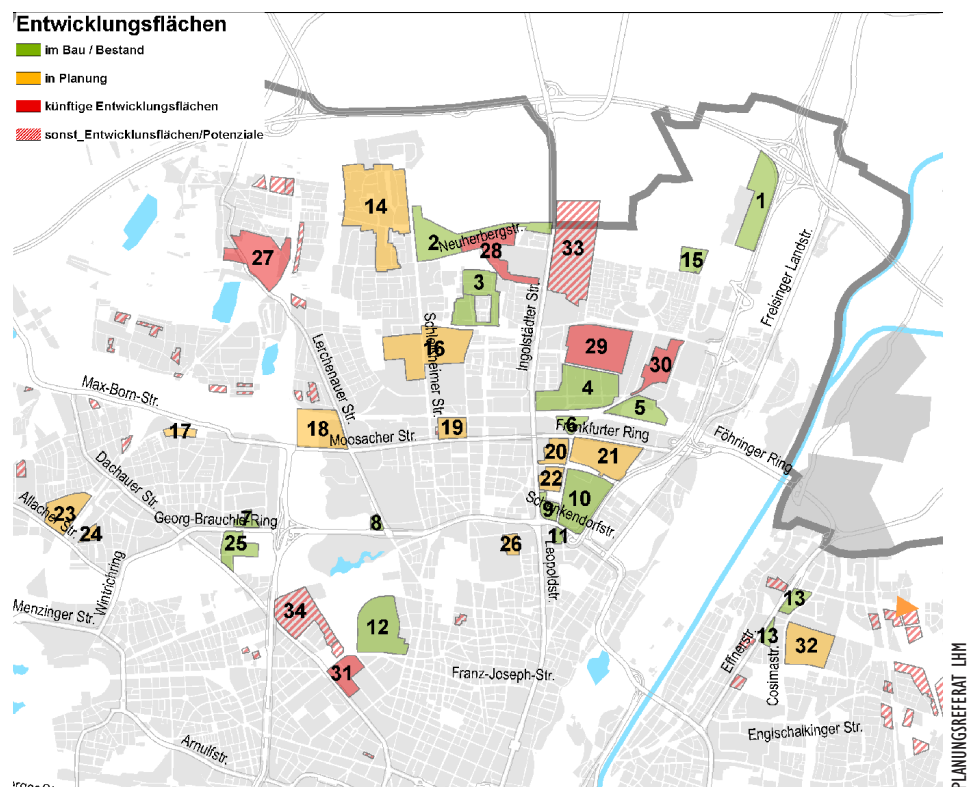 Entwicklungsflächen
im Bau / Bestand
in Planung
künftige Entwicklungsflächen
sonst_Entwicklunsflächen/Potenziale
1
14
2
Neuherbergstr.
28
33
15
27
3
Freisinger Landstr.
Ingolstädter Str.
Schleißheimer Str.
16
Lerchenauer Str.
29
30
4
5
Max-Born-Str.
6
Frankfurter Ring
17
18
Moosacher Str.
19
20
21
Föhringer Ring
22
10
Dachauer Str.
23
Allacher Str.
24
Georg-Brauchle-Ring
7
8
9
Schenkendorfstr.
11
25
26
Leopoldstr.
Wintrichring
Menzinger Str.
34
12
13
13
32
Effnerstr.
Cosimastr.
31
Franz-Joseph-Str.
Arnulfstr.
Englschalkinger Str.
PLANUNGSREFERAT LHM